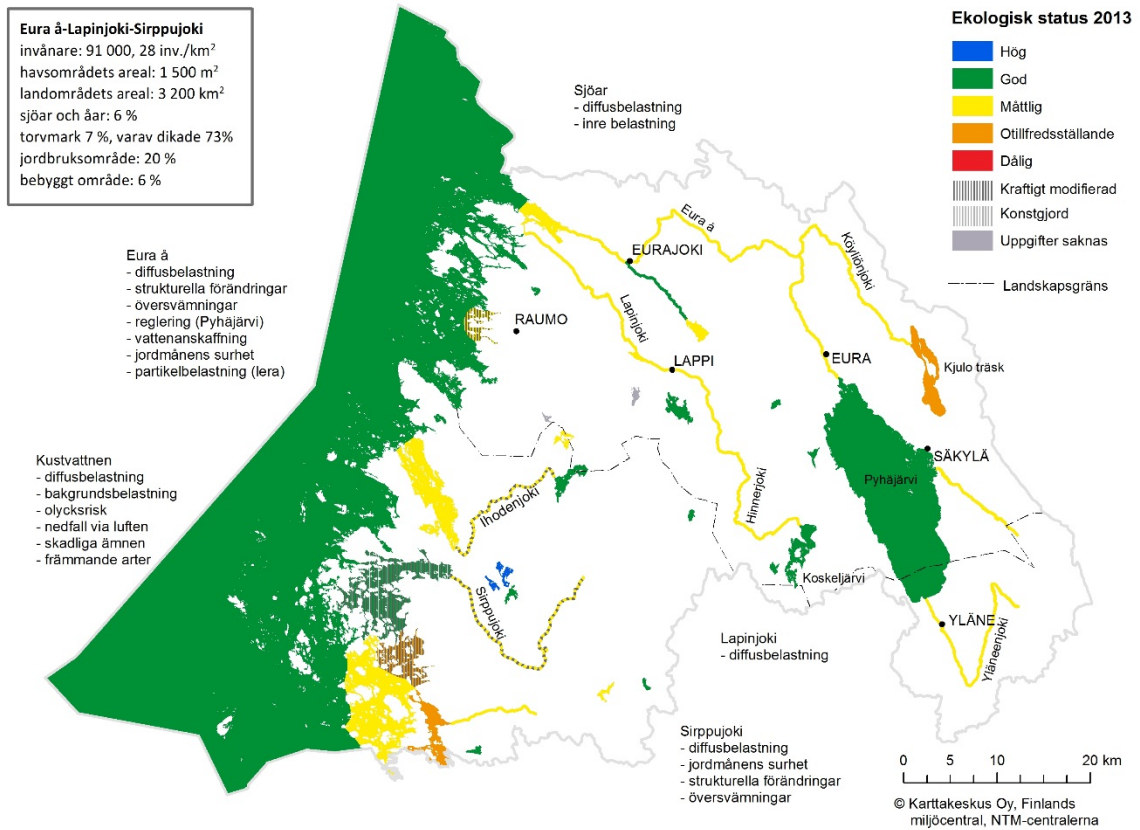 Eura å-Lapinjoki-Sirppujoki
invånare: 91 000, 28 inv./km²
havsområdets areal: 1 500 m²
landområdets areal: 3 200 km²
sjöar och åar: 6 %
torvmark 7 %, varav dikade 73%
jordbruksområde: 20 %
bebyggt område: 6 %
Ekologisk status 2013
Hög
God
Måttlig
Otillfredsställande
Dålig
Kraftigt modifierad
Konstgjord
Uppgifter saknas
Landskapsgräns
Sjöar
- diffusbelastning
- inre belastning
Eura å
- diffusbelastning
- strukturella förändringar
- översvämningar
- reglering (Pyhäjärvi)
- vattenanskaffning
- jordmånens surhet
- partikelbelastning (lera)
Kustvattnen
- diffusbelastning
- bakgrundsbelastning
- olycksrisk
- nedfall via luften
- skadliga ämnen
- främmande arter
Eura å
EURAJOKI
Köyliönjoki
Lapinjoki
RAUMO
LAPPI
EURA
Kjulo träsk
SÄKYLÄ
Pyhäjärvi
Hinnerjoki
Ihodenjoki
Koskeljärvi
Sirppujoki
YLÄNE
Yläneenjoki
Lapinjoki
- diffusbelastning
Sirppujoki
- diffusbelastning
- jordmånens surhet
- strukturella förändringar
- översvämningar
0 5 10 20 km
© Karttakeskus Oy, Finlands
miljöcentral, NTM-centralerna